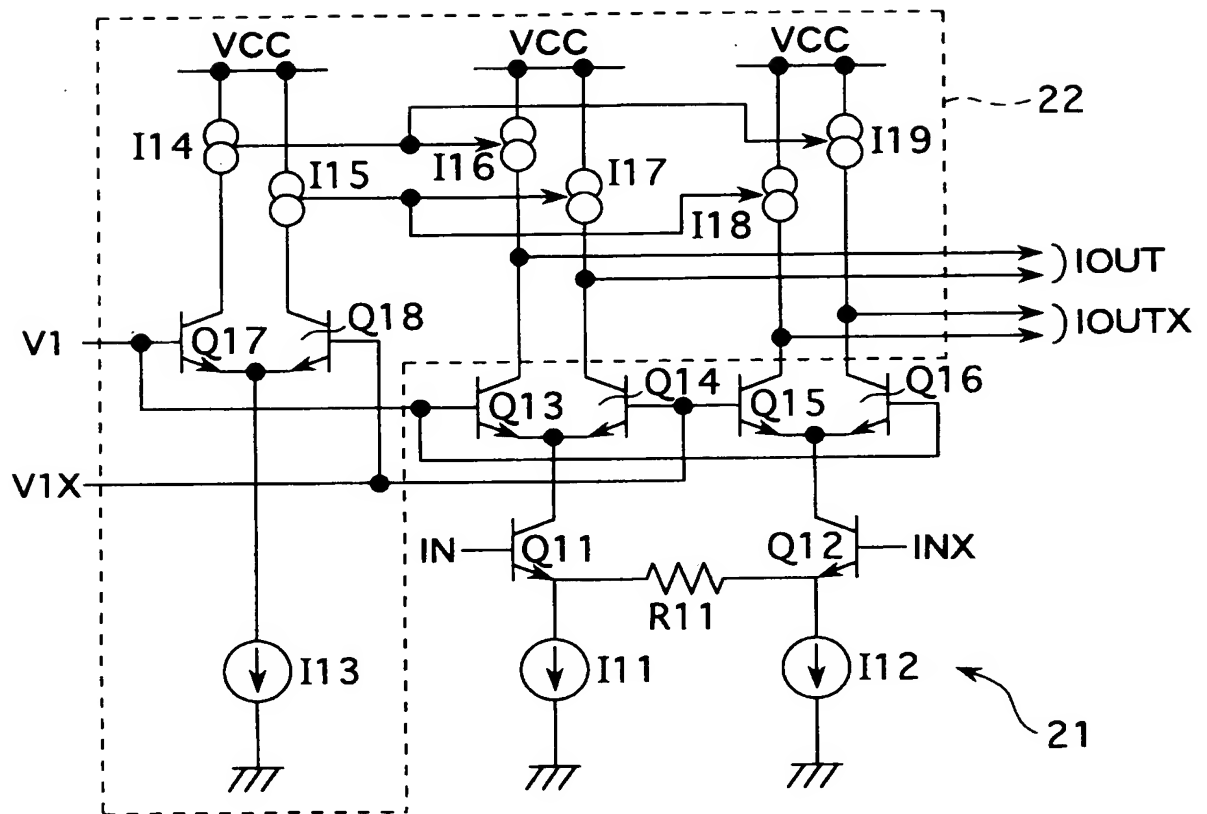 VCC VCC VCC
22
I14 I16 I19
I15 I17
I18
IOUT
IOUTX
V1 Q17 Q18
Q13 Q14 Q15 Q16
V1X
IN Q11 Q12 INX
R11
I13 I11 I12
21